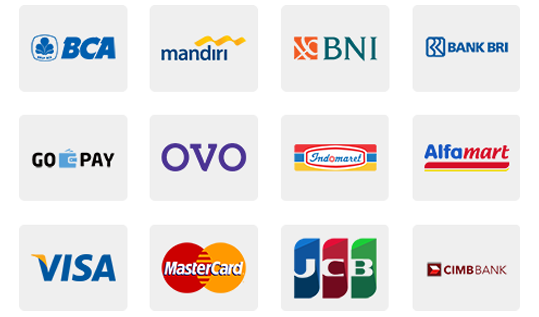 BCA
mandiri
BNI
BANK BRI
GO PAY
OVO
Indomaret
Alfamart
VISA
MasterCard
JCB
CIMB BANK